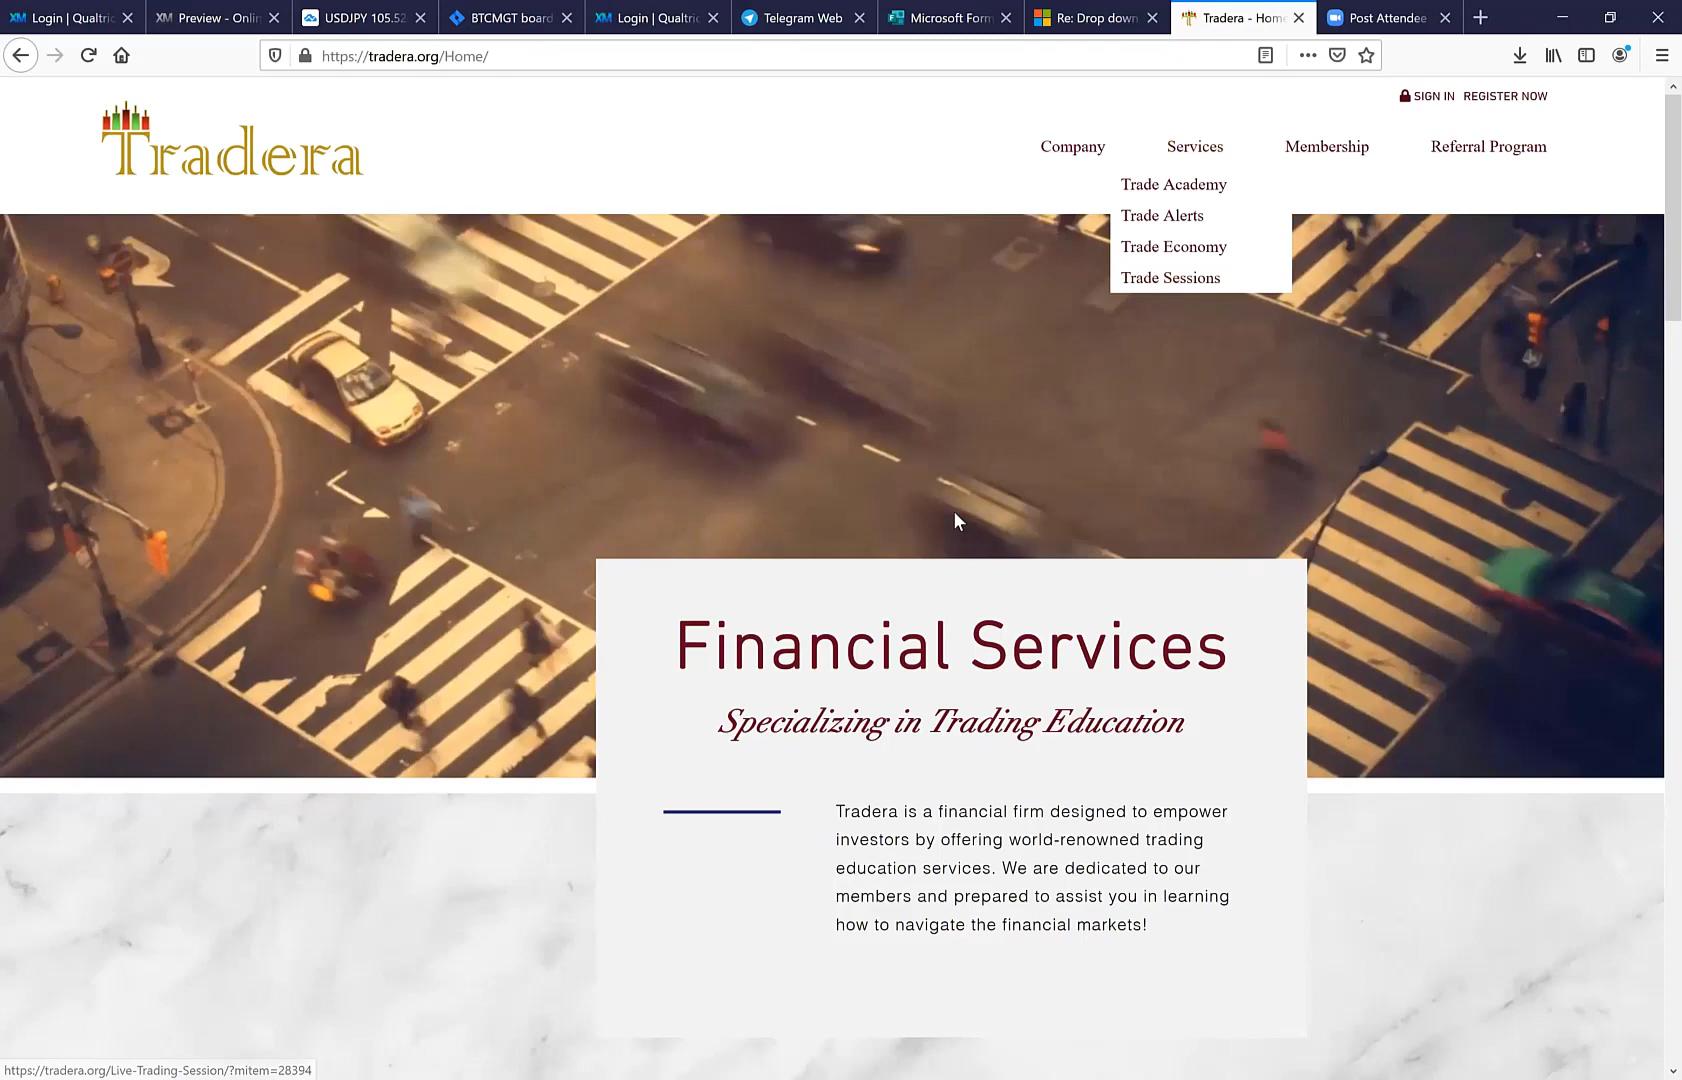 Login | Qualtric
Preview - Onlin
USDJPY 105.52
BTCMGT board
Login | Qualtric
Telegram Web
Microsoft Form
Re: Drop down
Tradera - Home
Post Attendee
https://tradera.org/Home/
SIGN IN REGISTER NOW
Tradera
Company Services Membership Referral Program
Trade Academy
Trade Alerts
Trade Economy
Trade Sessions
Financial Services
Specializing in Trading Education
Tradera is a financial firm designed to empower
investors by offering world-renowned trading
education services. We are dedicated to our
members and prepared to assist you in learning
how to navigate the financial markets!
https://tradera.org/Live-Trading-Session/?mitem=28394